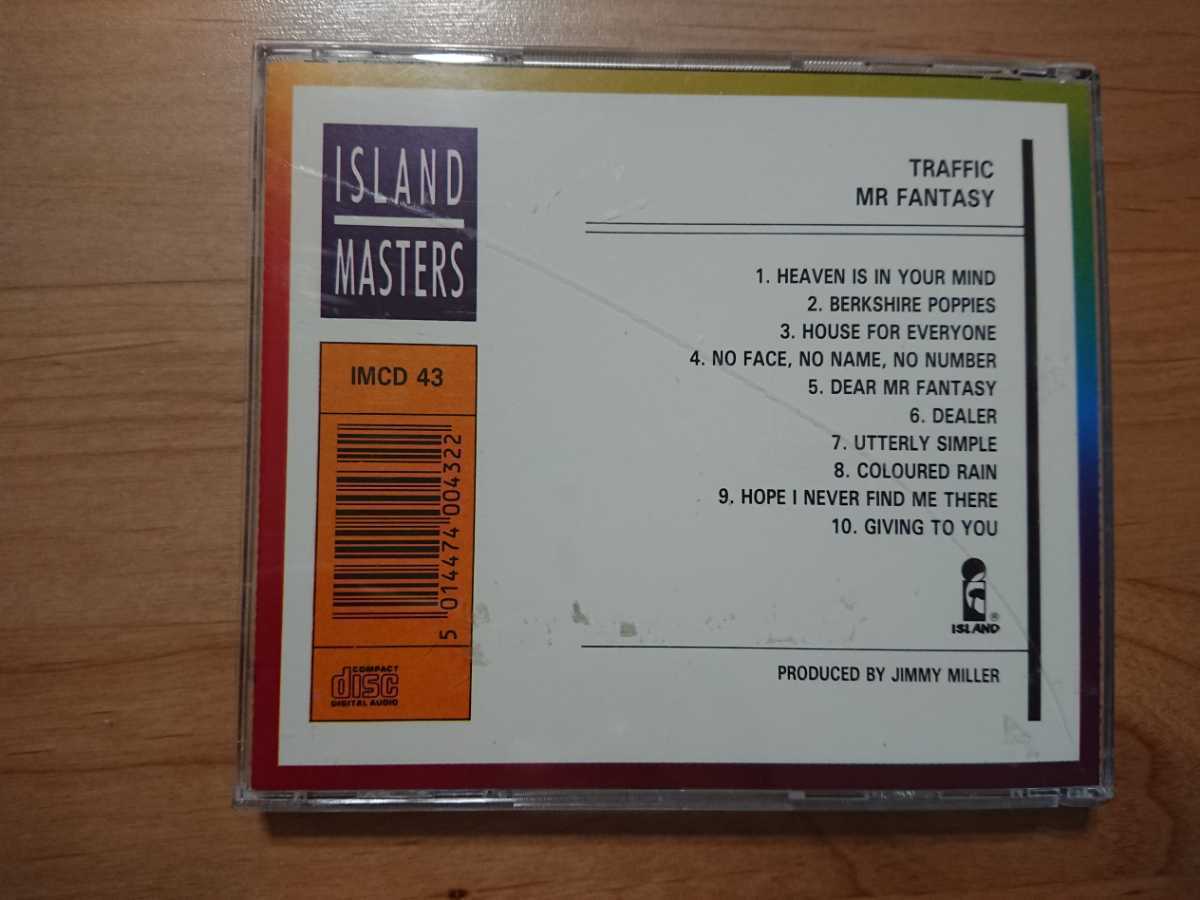 ISLAND
MASTERS
IMCD 43
5 014474 004322
COMPACT
disc
DIGITAL AUDIO
TRAFFIC
MR FANTASY
1. HEAVEN IS IN YOUR MIND
2. BERKSHIRE POPPIES
3. HOUSE FOR EVERYONE
4. NO FACE, NO NAME, NO NUMBER
5. DEAR MR FANTASY
6. DEALER
7. UTTERLY SIMPLE
8. COLOURED RAIN
9. HOPE I NEVER FIND ME THERE
10. GIVING TO YOU
ISLAND®
PRODUCED BY JIMMY MILLER